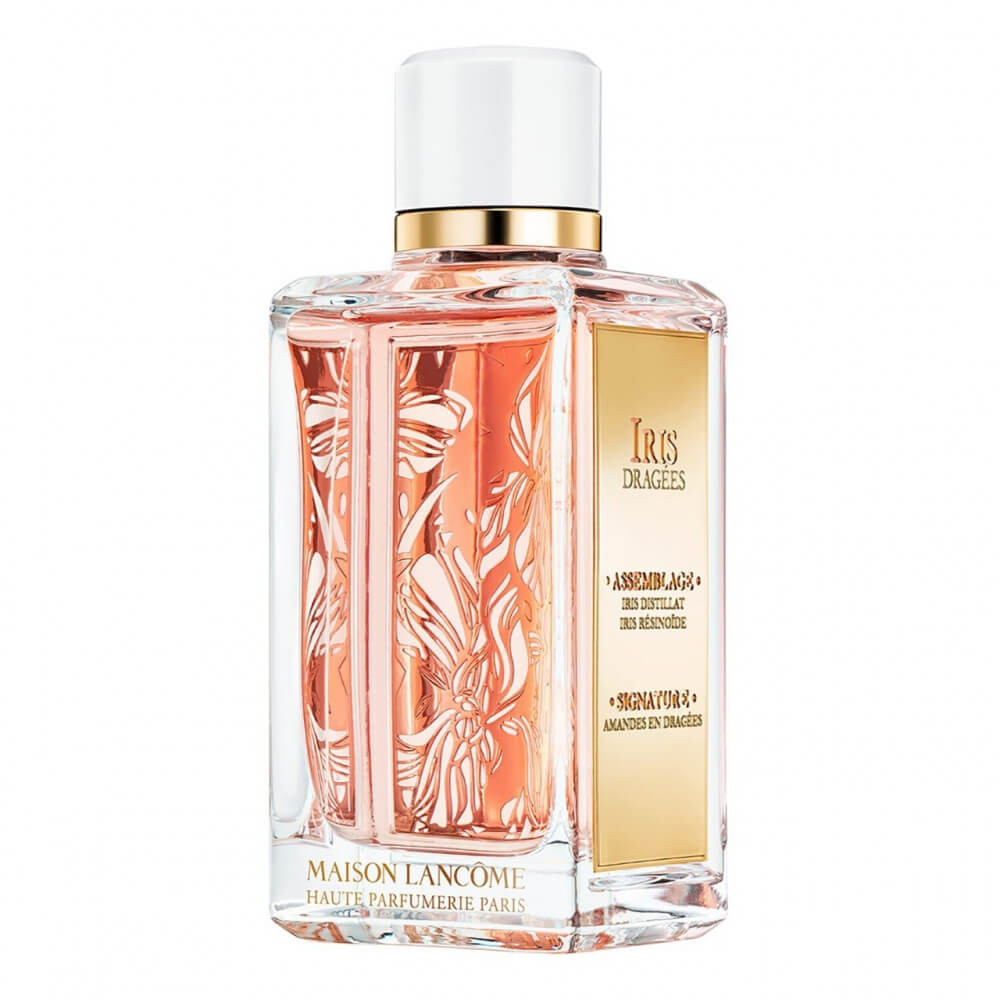 IRIS
DRAGÉES
• ASSEMBLAGE •
IRIS DISTILLAT
IRIS RÉSINOÏDE
• SIGNATURE •
AMANDES EN DRAGÉES
MAISON LANCÔME
HAUTE PARFUMERIE PARIS